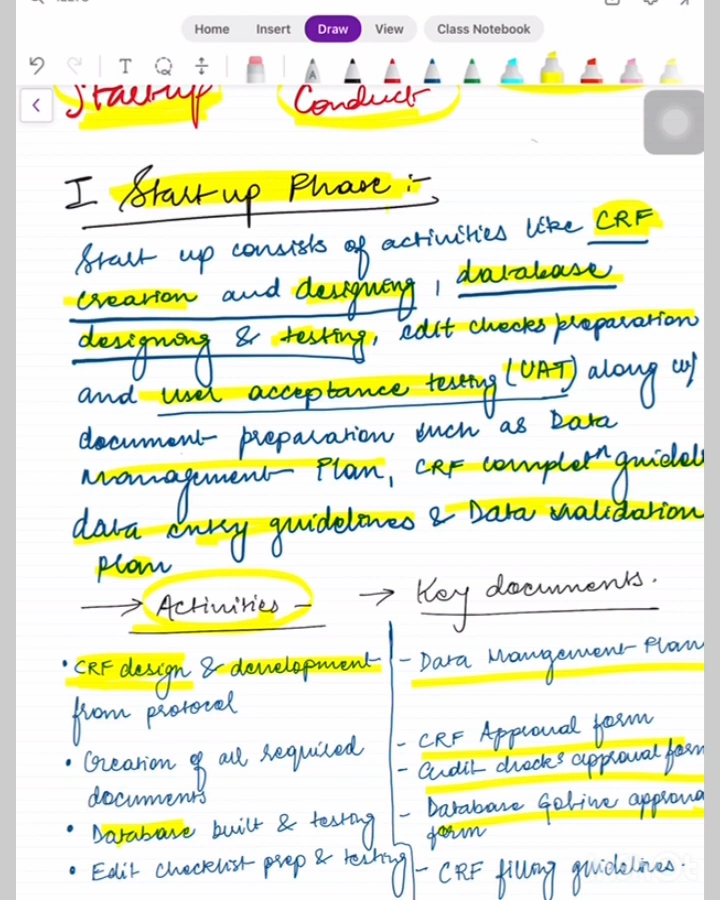 Home Insert Draw View Class Notebook
Startup Conduct
I Start up Phase :-
Start up consists of activities like CRF
creation and designing, database
designing & testing, edit checks preparation
and user acceptance testing (UAT) along w/
document preparation such as Data
Management Plan, CRF completn guidel
data entry guidelines & Data validation
plan
→ Activities -
• CRF design & development
from protocol
• Creation of all required
documents
• Database built & testing
• Edit checklist prep & testing
→ Key documents.
- Data Mangement Plan
- CRF Approval form
- audit checks approval form
- Database Golive approva
form
- CRF filling guidelines.